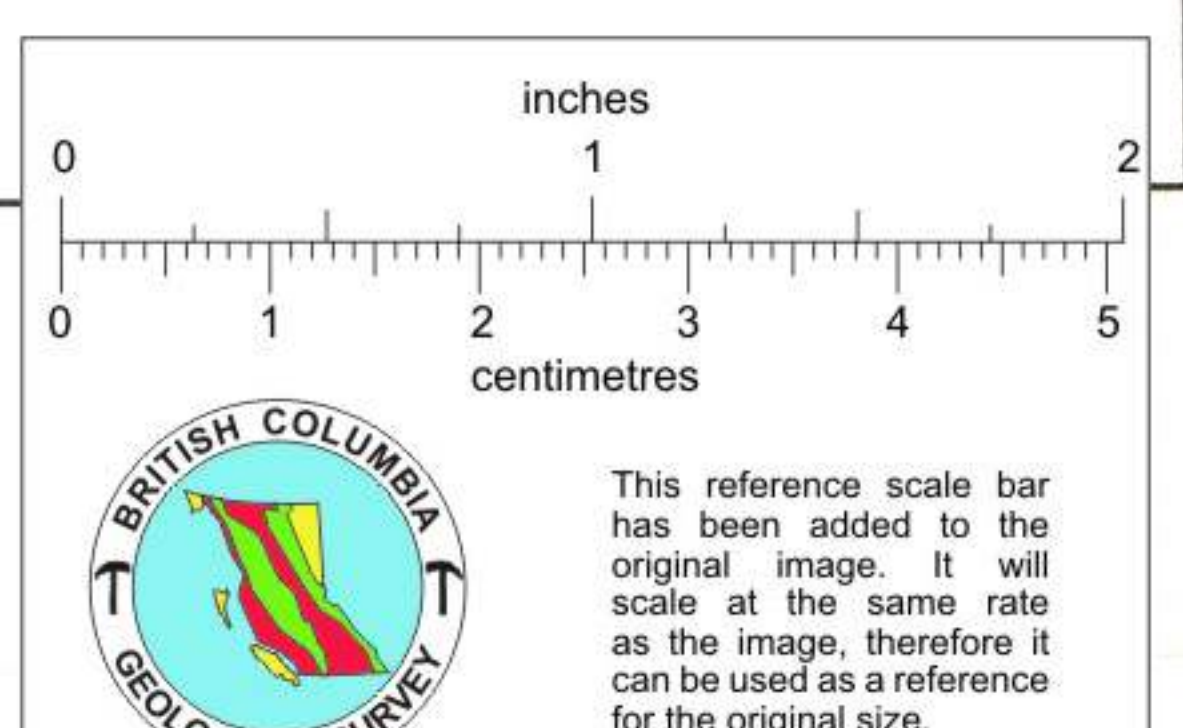 inches
0 1 2
0 1 2 3 4 5
centimetres
BRITISH COLUMBIA
This reference scale bar
has been added to the
original image. It will
scale at the same rate
as the image, therefore it
can be used as a reference
for the original size.